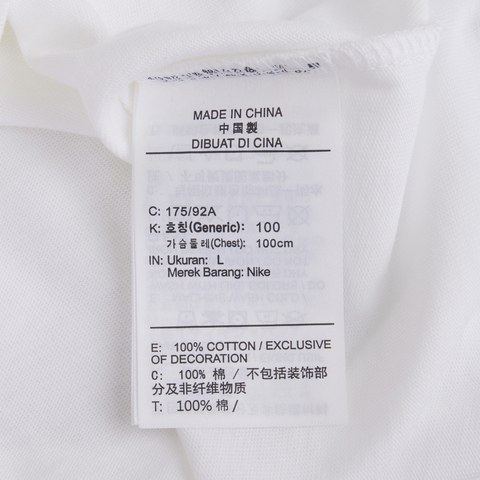 MADE IN CHINA
中国製
DIBUAT DI CINA
C: 175/92A
K: 호칭(Generic): 100
가슴둘레(Chest): 100cm
IN: Ukuran: L
Merek Barang: Nike
E: 100% COTTON / EXCLUSIVE
OF DECORATION
C: 100% 棉 / 不包括装饰部
分及非纤维物质
T: 100% 棉 /